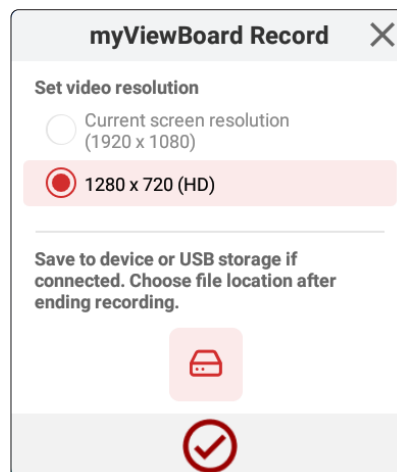 myViewBoard Record
Set video resolution
Current screen resolution
(1920 x 1080)
1280 x 720 (HD)
Save to device or USB storage if
connected. Choose file location after
ending recording.